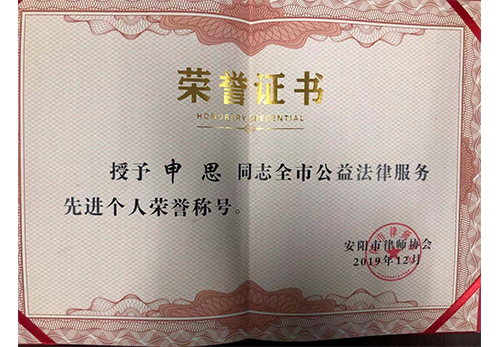 荣誉证书
HONORARY CREDENTIAL
授予 申思 同志全市公益法律服务
先进个人荣誉称号。
安阳市律师协会
2019年12月